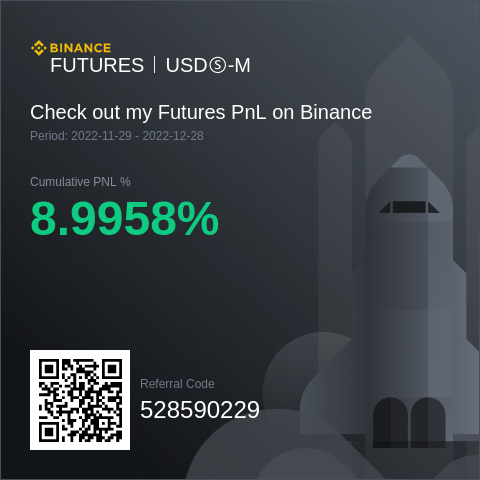 BINANCE
FUTURES | USDⓈ-M
Check out my Futures PnL on Binance
Period: 2022-11-29 - 2022-12-28
Cumulative PNL %
8.9958%
Referral Code
528590229